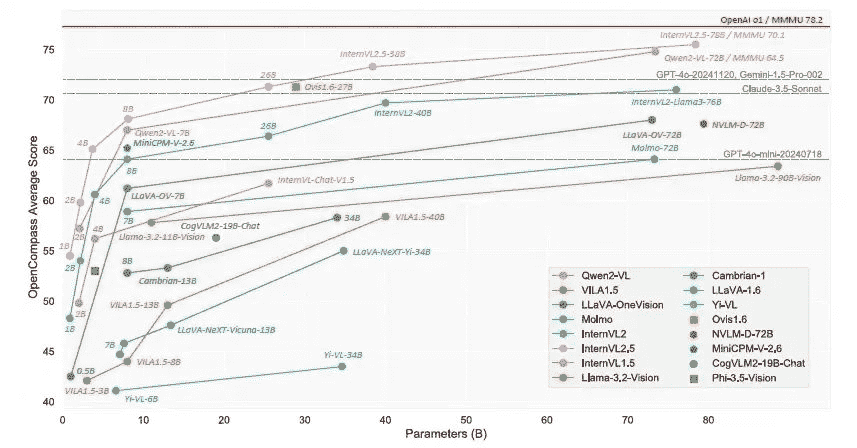 OpenAI o1 / MMMU 78.2
InternVL2.5-78B / MMMU 70.1
InternVL2.5-38B
Qwen2-VL-72B / MMMU 64.5
GPT-4o-20241120, Gemini-1.5-Pro-002
26B
Ovis1.6-27B
Claude-3.5-Sonnet
InternVL2-Llama3-76B
InternVL2-40B
8B
Qwen2-VL-7B
MiniCPM-V-2.6
26B
LLaVA-OV-72B
NVLM-D-72B
4B
Molmo-72B
GPT-4o-mini-20240718
8B
Llama-3.2-90B-Vision
InternVL-Chat-V1.5
2B
4B
LLaVA-OV-7B
7B
VILA1.5-40B
34B
CogVLM2-19B-Chat
2B
4B
Llama-3.2-11B-Vision
1B
LLaVA-NeXT-Yi-34B
2B
8B
Cambrian-13B
2B
VILA1.5-13B
1B
7B
LLaVA-NeXT-Vicuna-13B
VILA1.5-8B
0.5B
Yi-VL-34B
VILA1.5-3B
Yi-VL-6B
OpenCompass Average Score
75
70
65
60
55
50
45
40
0
10
20
30
40
50
60
70
80
Parameters (B)
Qwen2-VL
VILA1.5
LLaVA-OneVision
Molmo
InternVL2
InternVL2.5
InternVL1.5
Llama-3.2-Vision
Cambrian-1
LLaVA-1.6
Yi-VL
Ovis1.6
NVLM-D-72B
MiniCPM-V-2.6
CogVLM2-19B-Chat
Phi-3.5-Vision